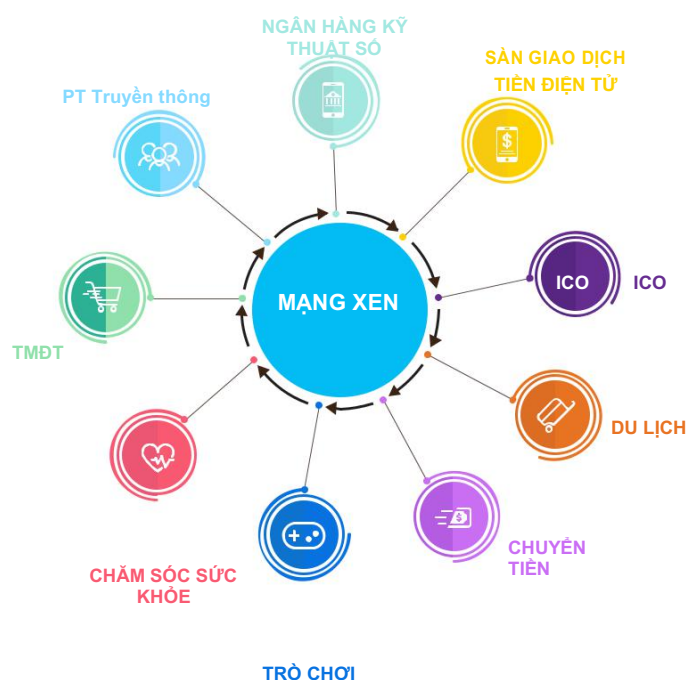 NGÂN HÀNG KỸ
THUẬT SỐ
SÀN GIAO DỊCH
TIỀN ĐIỆN TỬ
PT Truyền thông
MẠNG XEN
ICO
ICO
TMĐT
DU LỊCH
CHUYỂN
TIỀN
CHĂM SÓC SỨC
KHỎE
TRÒ CHƠI